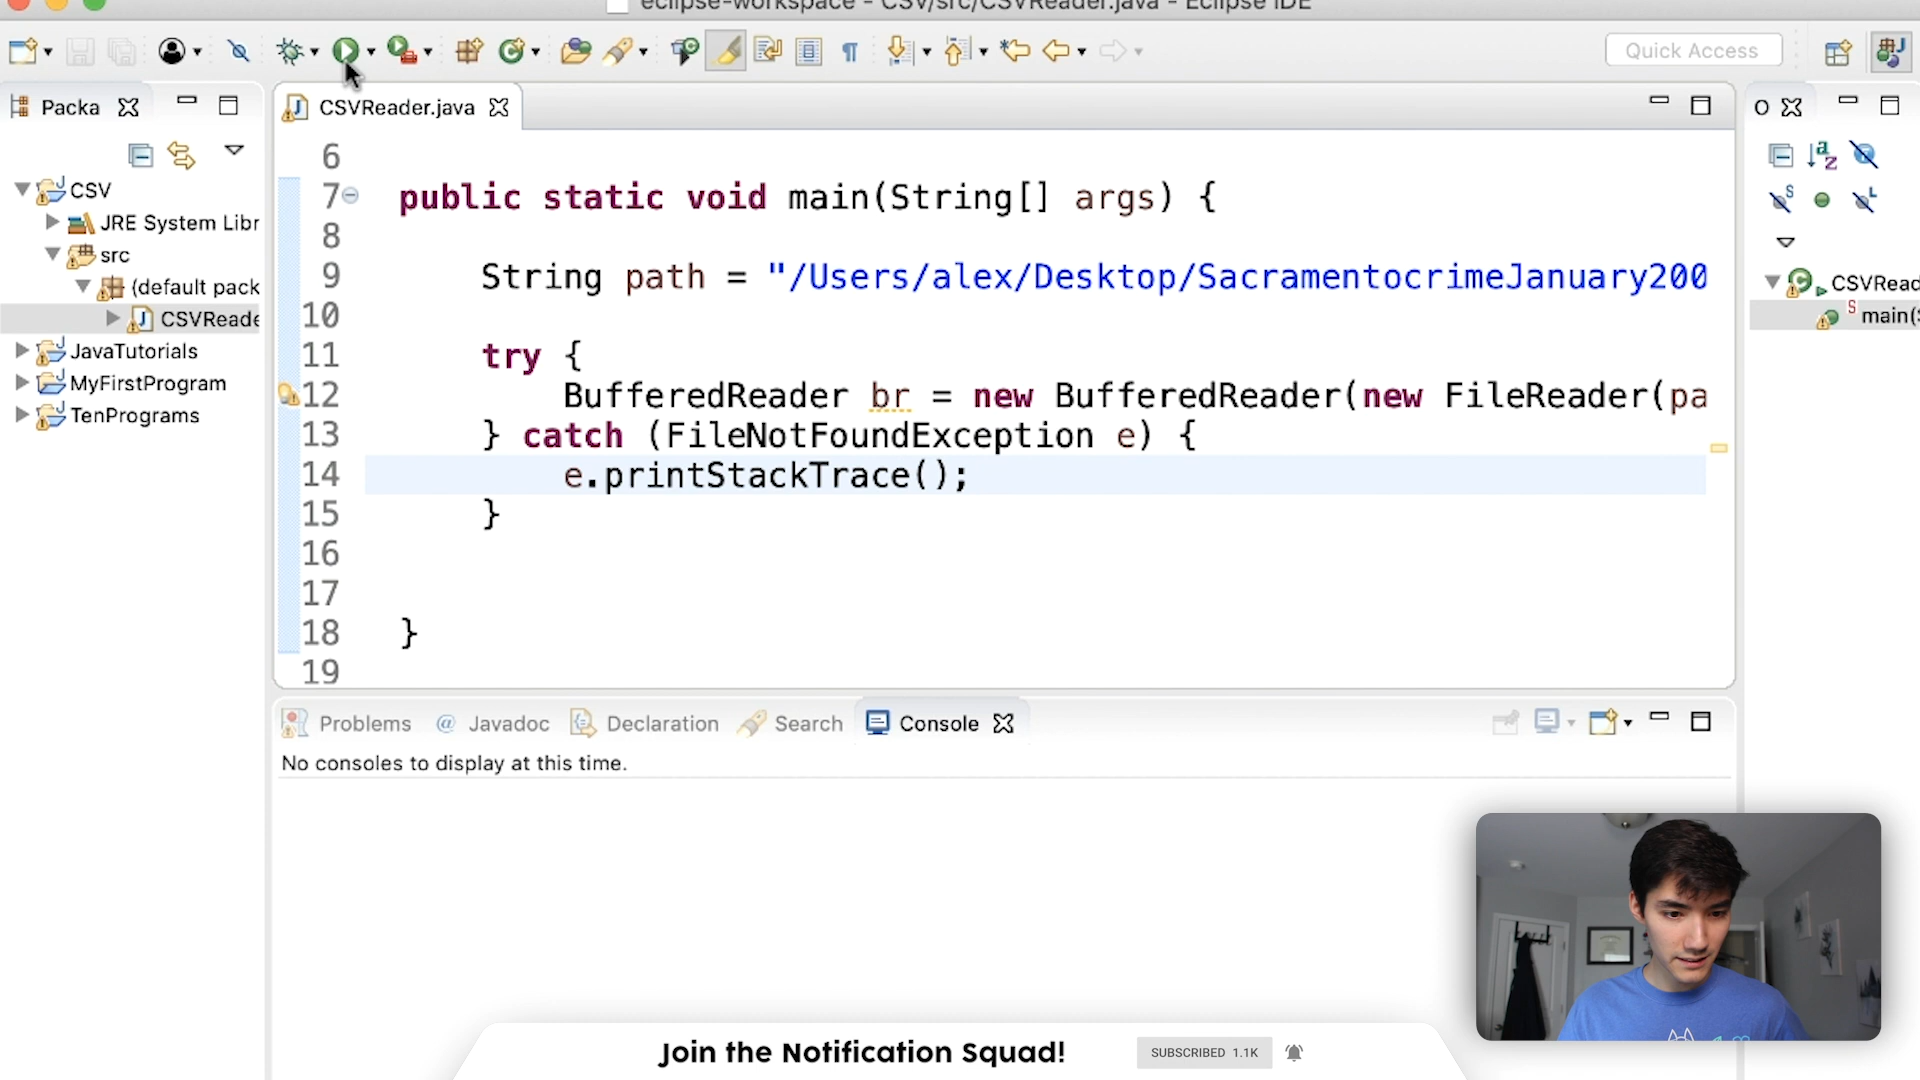 eclipse-workspace - CSV/src/CSVReader.java - Eclipse IDE
Quick Access
Packa
CSVReader.java
O
CSV
JRE System Libr
src
(default pack
CSVReade
JavaTutorials
MyFirstProgram
TenPrograms
6
7 public static void main(String[] args) {
8
9 String path = "/Users/alex/Desktop/SacramentocrimeJanuary200
10
11 try {
12 BufferedReader br = new BufferedReader(new FileReader(pa
13 } catch (FileNotFoundException e) {
14 e.printStackTrace();
15 }
16
17
18 }
19
CSVRead
main(S
Problems @ Javadoc Declaration Search Console
No consoles to display at this time.
Join the Notification Squad!
SUBSCRIBED 1.1K